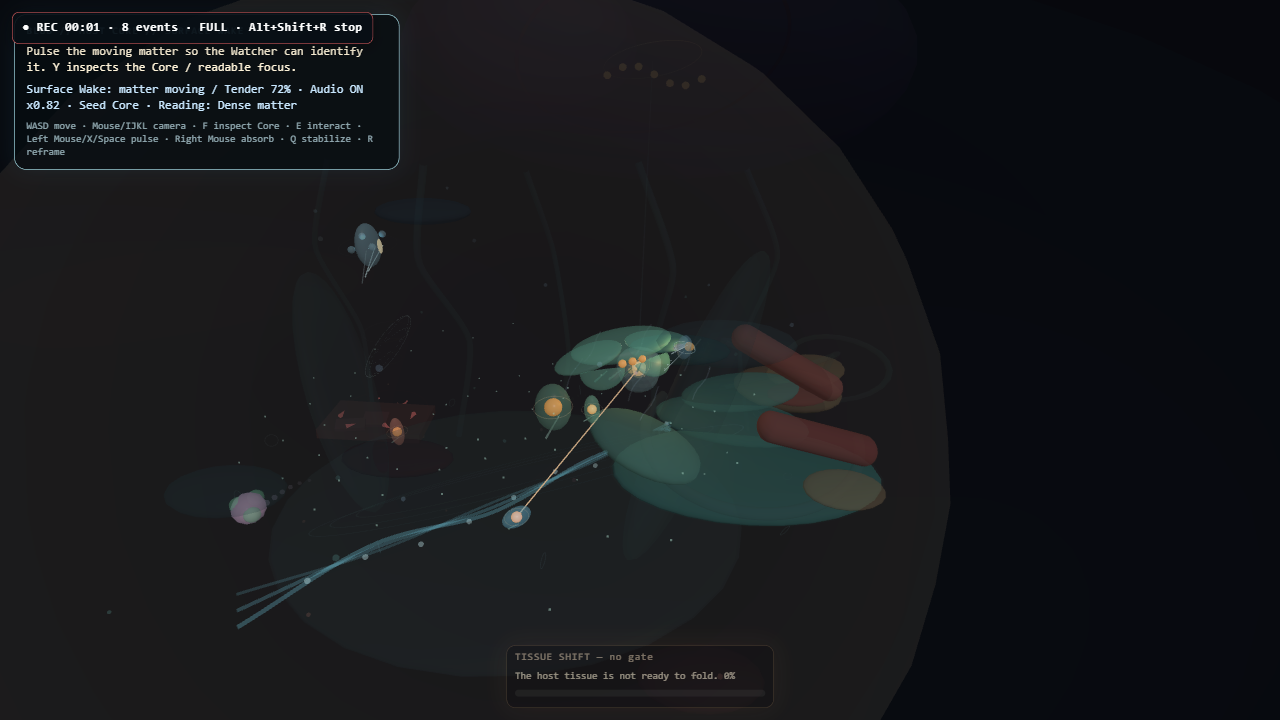 ● REC 00:01 · 8 events · FULL · Alt+Shift+R stop
Pulse the moving matter so the Watcher can identify
it. Y inspects the Core / readable focus.
Surface Wake: matter moving / Tender 72% · Audio ON
x0.82 · Seed Core · Reading: Dense matter
WASD move · Mouse/IJKL camera · F inspect Core · E interact ·
Left Mouse/X/Space pulse · Right Mouse absorb · Q stabilize · R
reframe
TISSUE SHIFT — no gate
The host tissue is not ready to fold. 0%